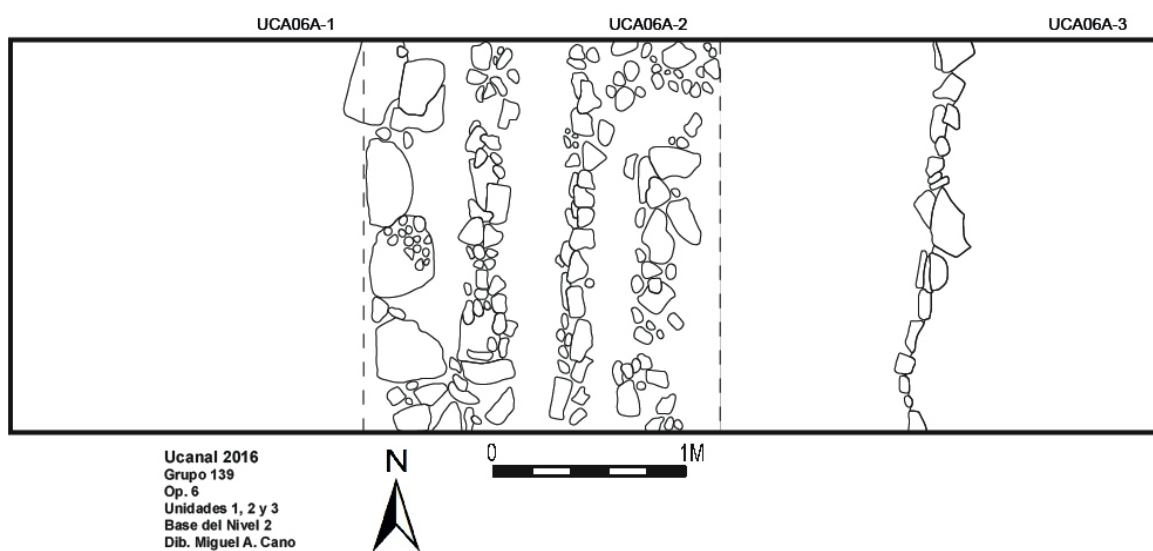 UCA06A-1 UCA06A-2 UCA06A-3
0 1M
N
Ucanal 2016
Grupo 139
Op. 6
Unidades 1, 2 y 3
Base del Nivel 2
Dib. Miguel A. Cano